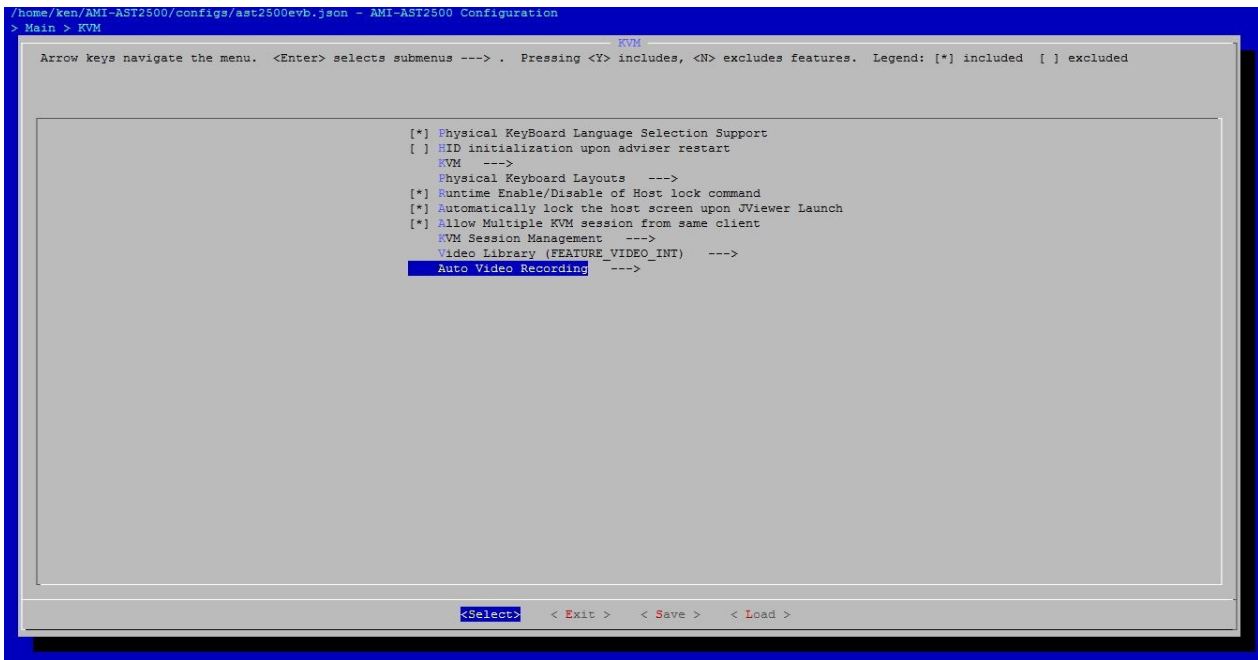 /home/ken/AMI-AST2500/configs/ast2500evb.json - AMI-AST2500 Configuration
> Main > KVM
KVM
Arrow keys navigate the menu. <Enter> selects submenus ---> . Pressing <Y> includes, <N> excludes features. Legend: [*] included [ ] excluded
[*] Physical KeyBoard Language Selection Support
[ ] HID initialization upon adviser restart
KVM --->
Physical Keyboard Layouts --->
[*] Runtime Enable/Disable of Host lock command
[*] Automatically lock the host screen upon JViewer Launch
[*] Allow Multiple KVM session from same client
KVM Session Management --->
Video Library (FEATURE_VIDEO_INT) --->
Auto Video Recording --->
<Select> < Exit > < Save > < Load >